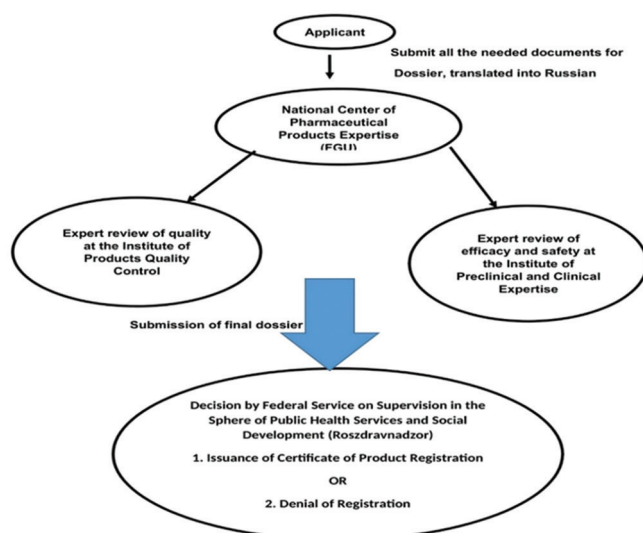 Applicant
Submit all the needed documents for
Dossier, translated into Russian
National Center of
Pharmaceutical
Products Expertise
(FGU)
Expert review of quality
at the Institute of
Products Quality
Control
Expert review of
efficacy and safety at
the Institute of
Preclinical and Clinical
Expertise
Submission of final dossier
Decision by Federal Service on Supervision in the
Sphere of Public Health Services and Social
Development (Roszdravnadzor)
1. Issuance of Certificate of Product Registration
OR
2. Denial of Registration